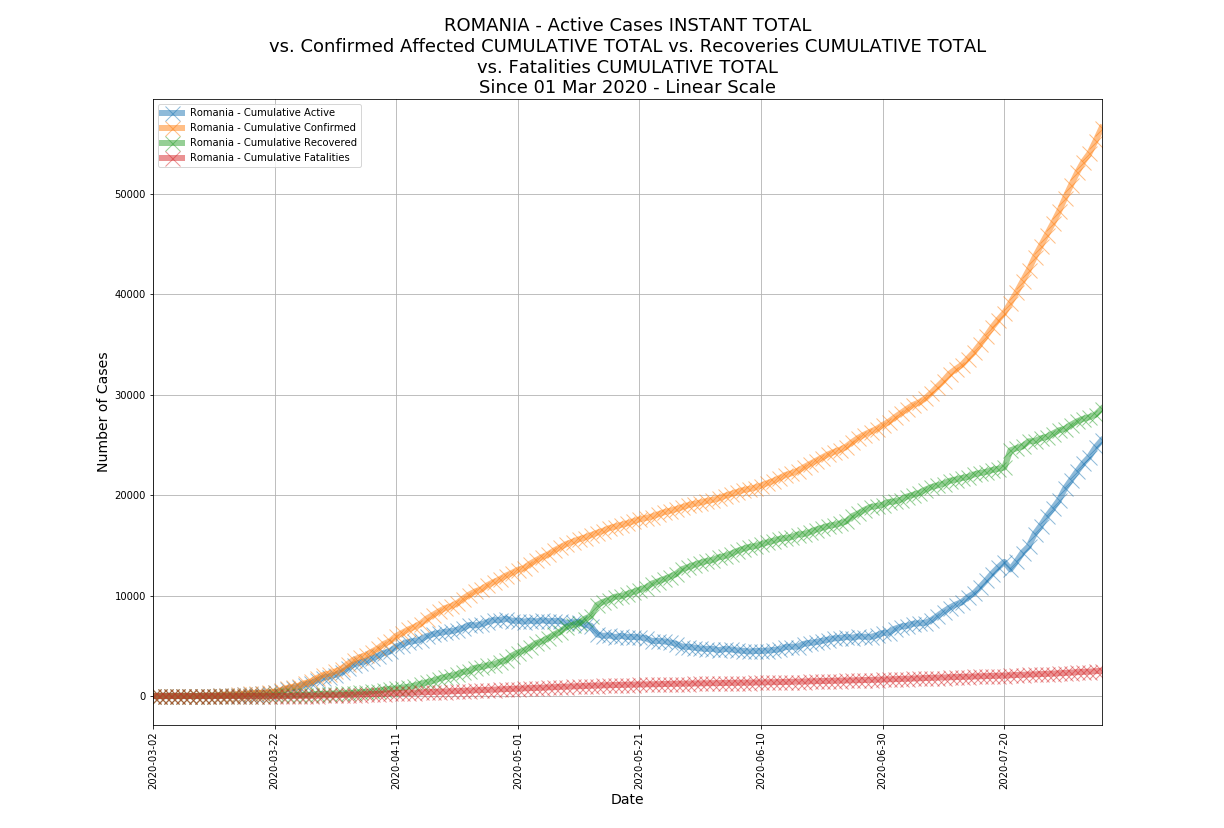 ROMANIA - Active Cases INSTANT TOTAL
vs. Confirmed Affected CUMULATIVE TOTAL vs. Recoveries CUMULATIVE TOTAL
vs. Fatalities CUMULATIVE TOTAL
Since 01 Mar 2020 - Linear Scale
Romania - Cumulative Active
Romania - Cumulative Confirmed
Romania - Cumulative Recovered
Romania - Cumulative Fatalities
Number of Cases
50000
40000
30000
20000
10000
0
2020-03-02
2020-03-22
2020-04-11
2020-05-01
2020-05-21
2020-06-10
2020-06-30
2020-07-20
Date